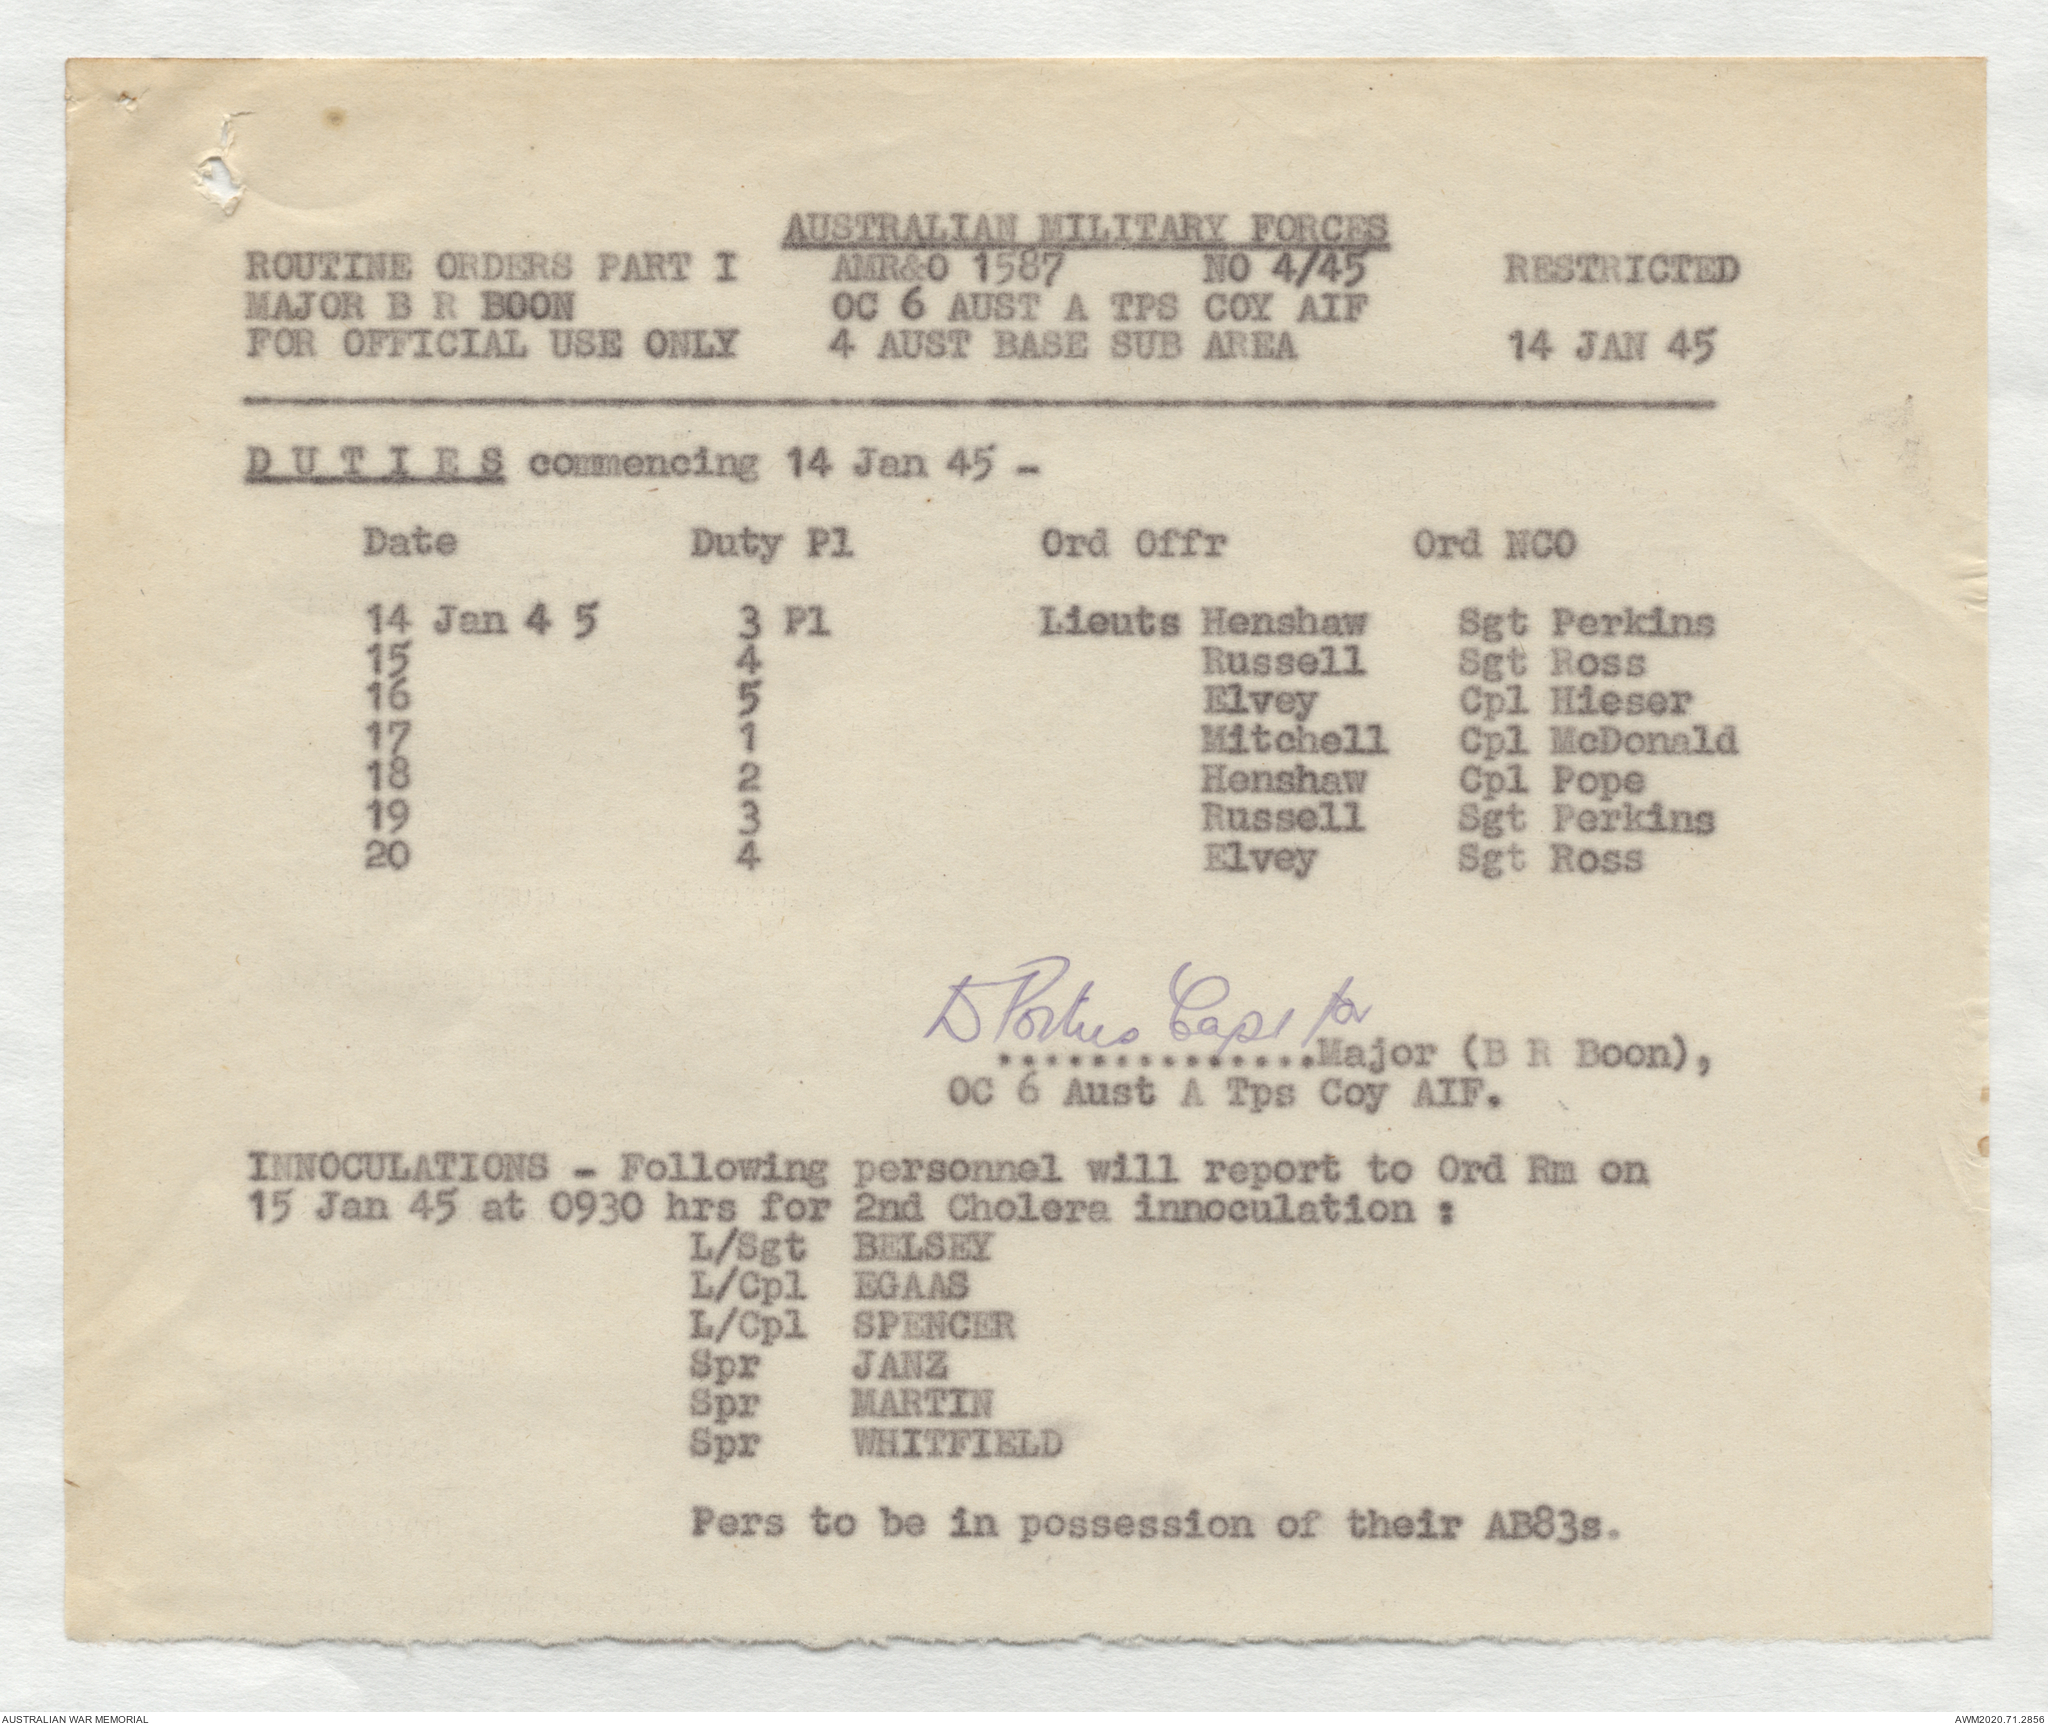 AUSTRALIAN MILITARY FORCES
ROUTINE ORDERS PART I AMR&O 1587 NO 4/45 RESTRICTED
MAJOR B R BOON OC 6 AUST A TPS COY AIF
FOR OFFICIAL USE ONLY 4 AUST BASE SUB AREA 14 JAN 45
D U T I E S commencing 14 Jan 45 -
Date Duty Pl Ord Offr Ord NCO
14 Jan 4 5 3 Pl Lieuts Henshaw Sgt Perkins
15 4 Russell Sgt Ross
16 5 Elvey Cpl Hieser
17 1 Mitchell Cpl McDonald
18 2 Henshaw Cpl Pope
19 3 Russell Sgt Perkins
20 4 Elvey Sgt Ross
D Portus Capt for
..............Major (B R Boon),
OC 6 Aust A Tps Coy AIF.
INNOCULATIONS - Following personnel will report to Ord Rm on
15 Jan 45 at 0930 hrs for 2nd Cholera innoculation :
L/Sgt BELSEY
L/Cpl EGAAS
L/Cpl SPENCER
Spr JANZ
Spr MARTIN
Spr WHITFIELD
Pers to be in possession of their AB83s.
AUSTRALIAN WAR MEMORIAL AWM2020.71.2856